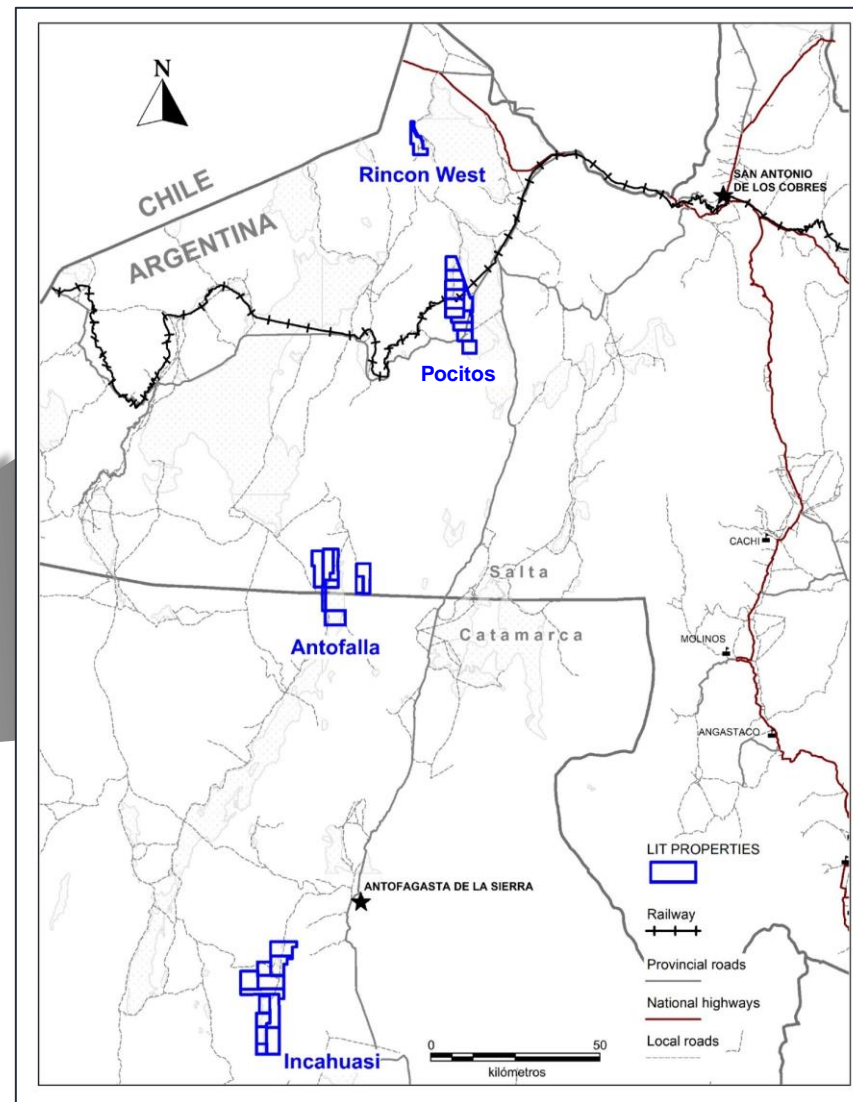 N
CHILE
ARGENTINA
Rincon West
SAN ANTONIO
DE LOS COBRES
Pocitos
CACHI
Salta
Catamarca
Antofalla
MOLINOS
ANGASTACO
LIT PROPERTIES
ANTOFAGASTA DE LA SIERRA
Railway
Provincial roads
National highways
Local roads
Incahuasi
0 50
kilómetros